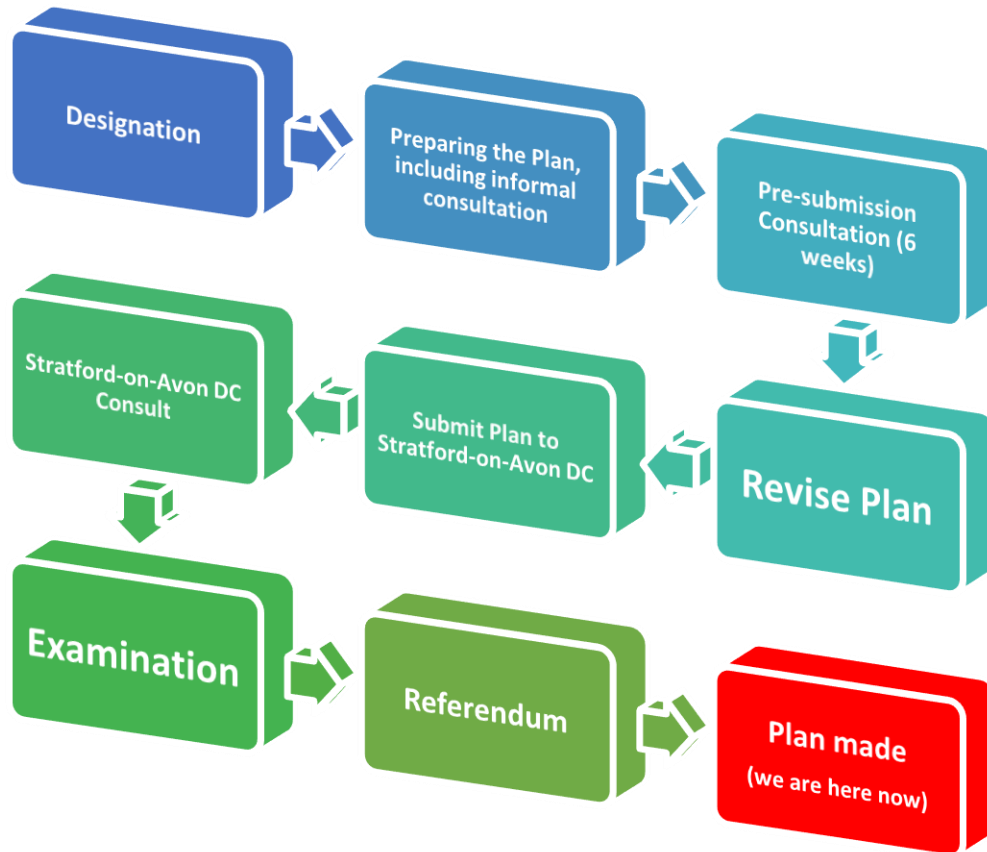 Designation
Preparing the Plan,
including informal
consultation
Pre-submission
Consultation (6
weeks)
Revise Plan
Submit Plan to
Stratford-on-Avon DC
Stratford-on-Avon DC
Consult
Examination
Referendum
Plan made
(we are here now)